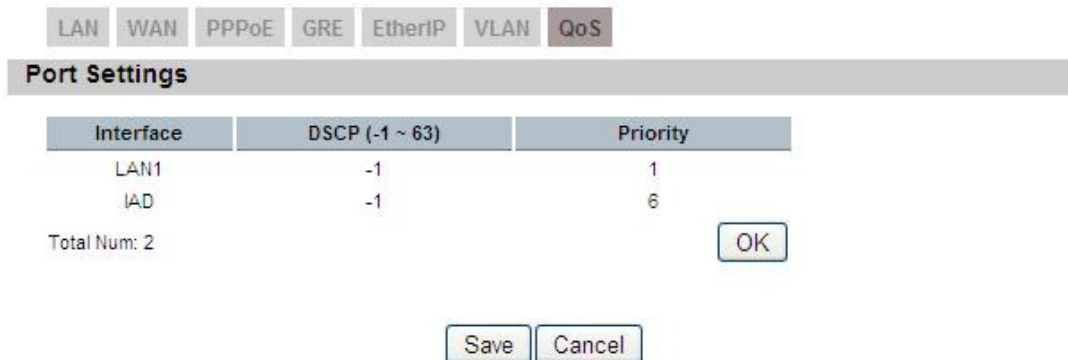 LAN WAN PPPoE GRE EtherIP VLAN QoS
Port Settings
Interface DSCP (-1 ~ 63) Priority
LAN1 -1 1
IAD -1 6
Total Num: 2 OK
Save Cancel